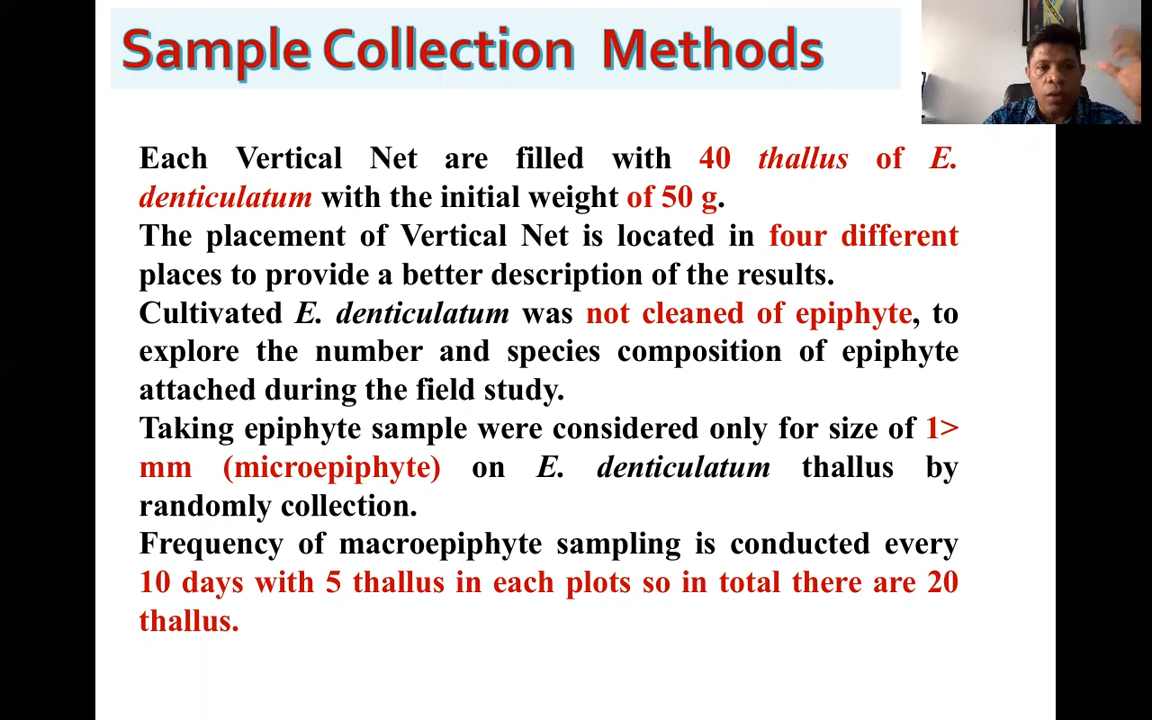 Sample Collection Methods
Each Vertical Net are filled with 40 thallus of E.
denticulatum with the initial weight of 50 g.
The placement of Vertical Net is located in four different
places to provide a better description of the results.
Cultivated E. denticulatum was not cleaned of epiphyte, to
explore the number and species composition of epiphyte
attached during the field study.
Taking epiphyte sample were considered only for size of 1>
mm (microepiphyte) on E. denticulatum thallus by
randomly collection.
Frequency of macroepiphyte sampling is conducted every
10 days with 5 thallus in each plots so in total there are 20
thallus.